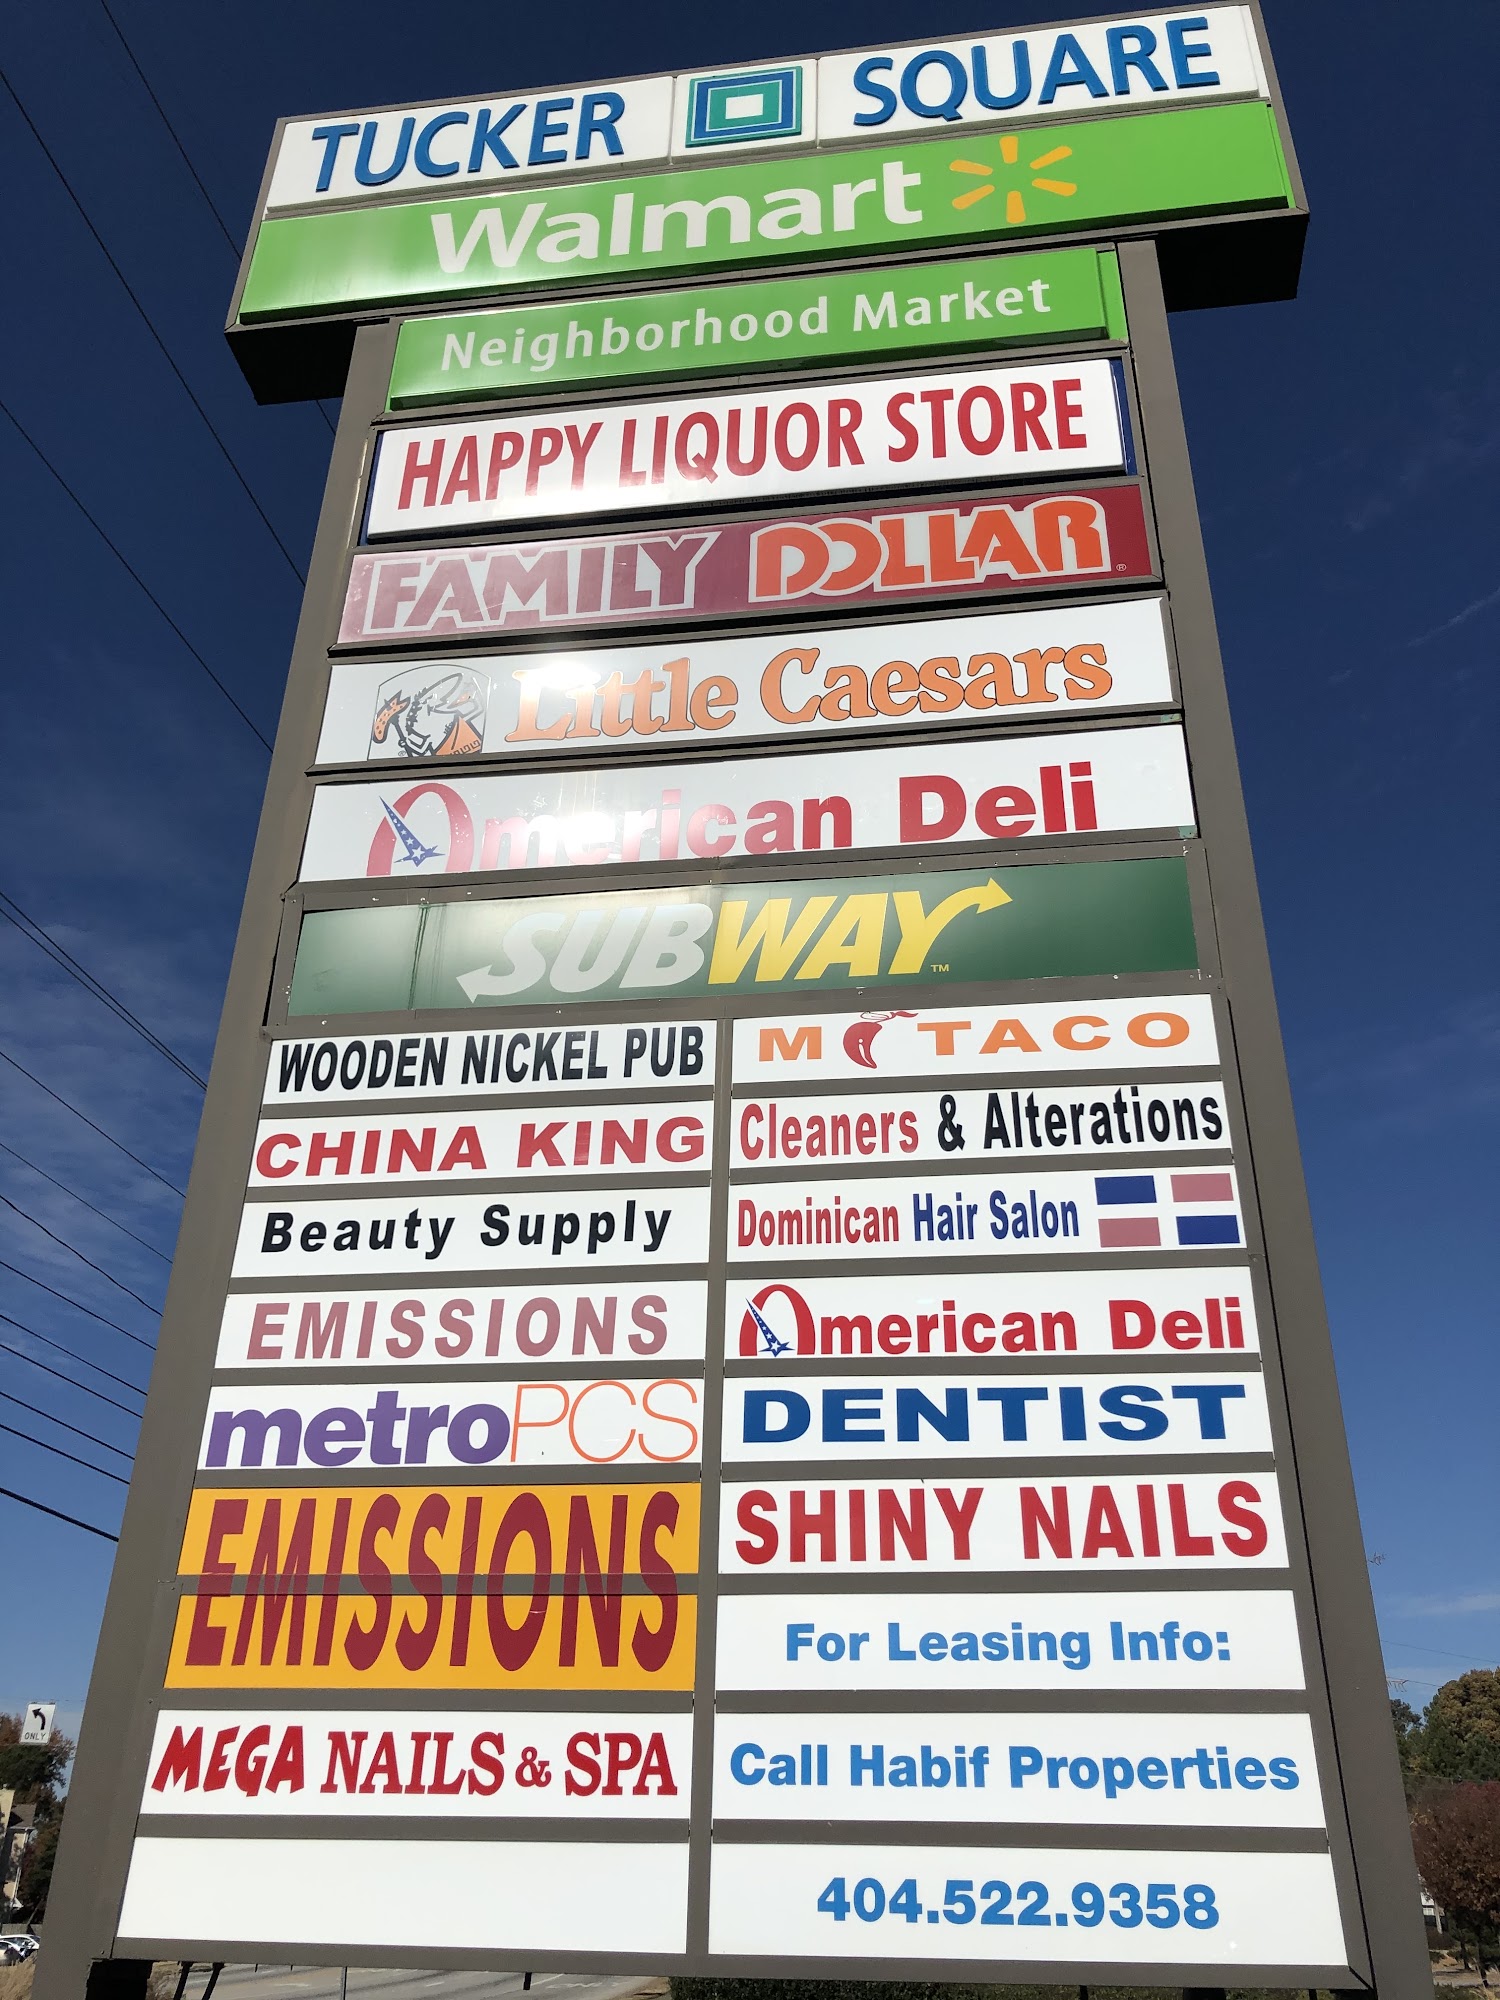 TUCKER SQUARE
Walmart
Neighborhood Market
HAPPY LIQUOR STORE
FAMILY DOLLAR ®
Little Caesars
American Deli
SUBWAY ™
WOODEN NICKEL PUB
CHINA KING
Beauty Supply
EMISSIONS
metroPCS
EMISSIONS
MEGA NAILS & SPA
M TACO
Cleaners & Alterations
Dominican Hair Salon
American Deli
DENTIST
SHINY NAILS
For Leasing Info:
Call Habif Properties
404.522.9358
ONLY